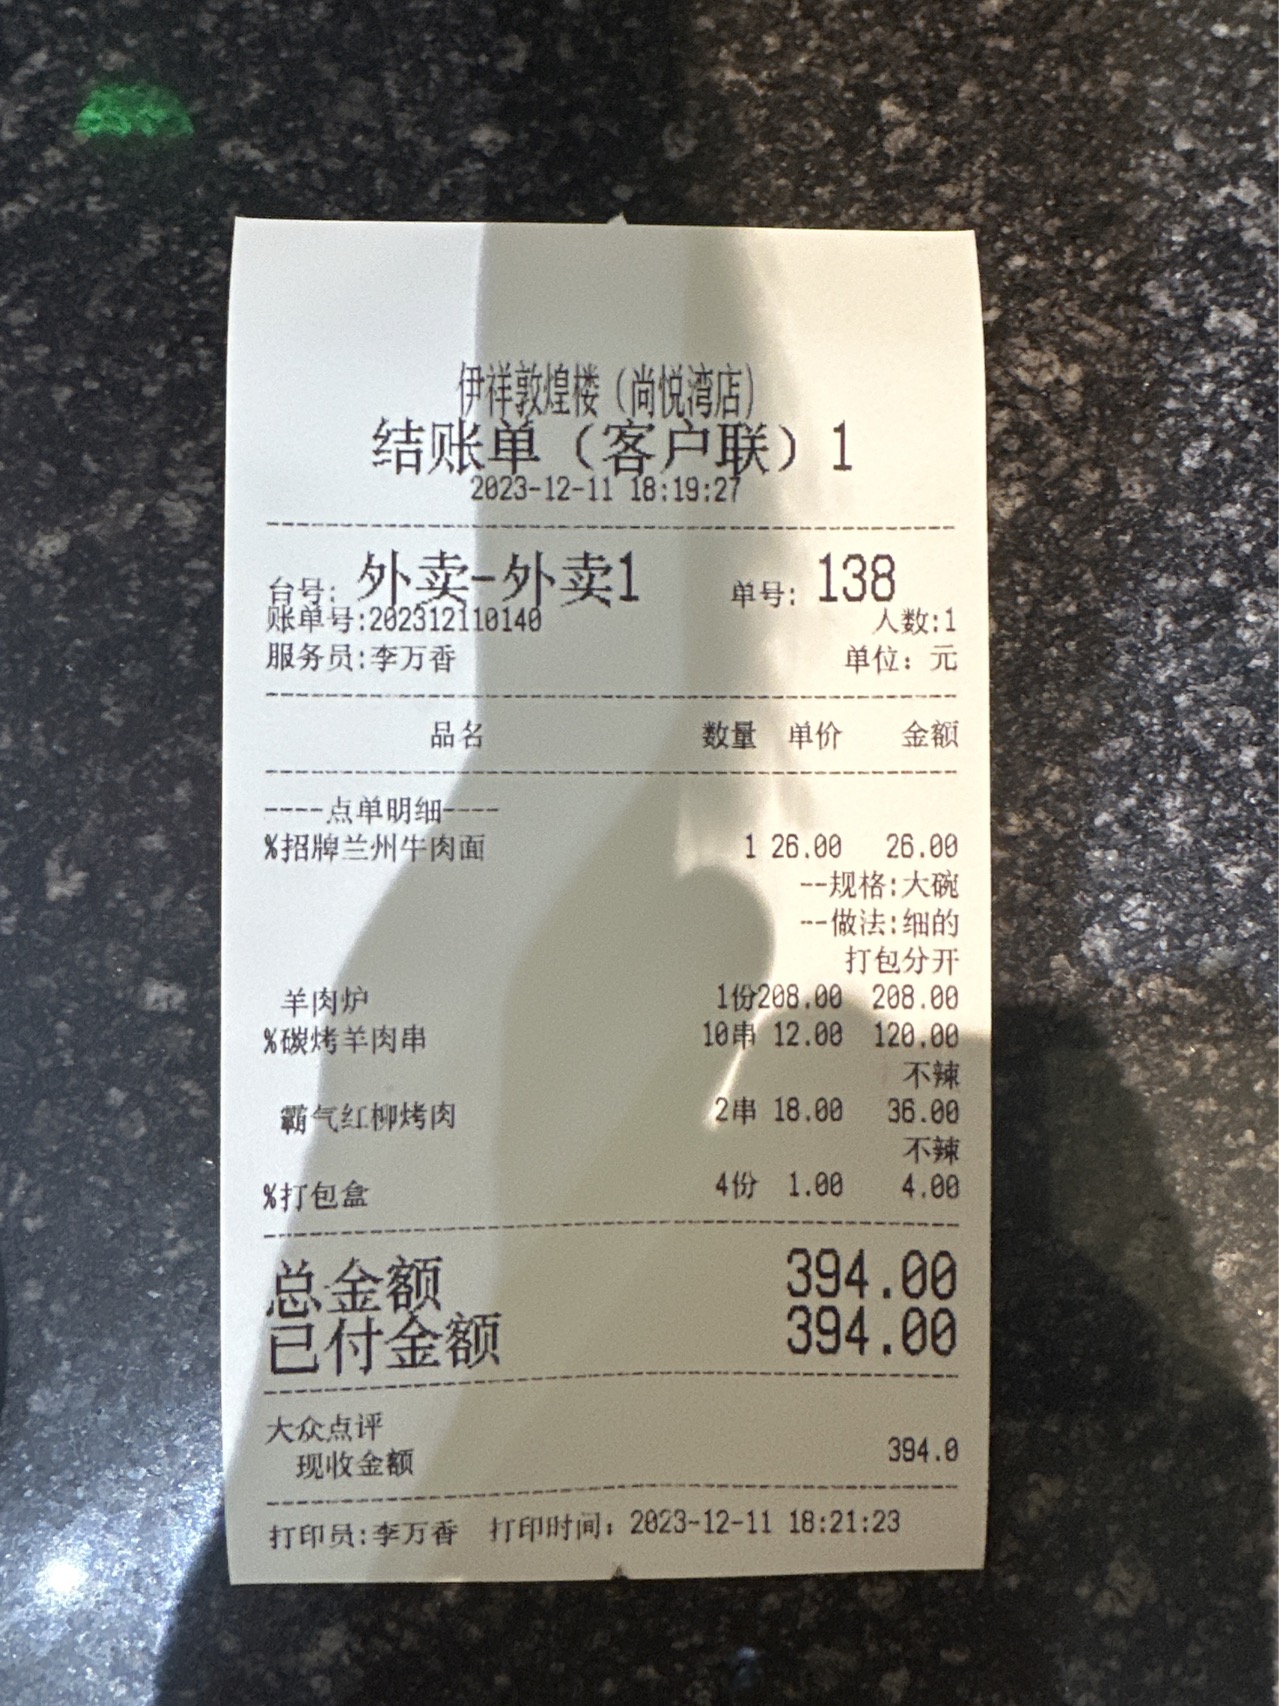 伊祥敦煌楼（尚悦湾店）
结账单（客户联）1
2023-12-11 18:19:27
台号: 外卖-外卖1 单号: 138
账单号:202312110140 人数:1
服务员:李万香 单位: 元
品名 数量 单价 金额
----点单明细----
%招牌兰州牛肉面 1 26.00 26.00
--规格:大碗
--做法:细的
打包分开
羊肉炉 1份208.00 208.00
%碳烤羊肉串 10串 12.00 120.00
不辣
霸气红柳烤肉 2串 18.00 36.00
不辣
%打包盒 4份 1.00 4.00
总金额 394.00
已付金额 394.00
大众点评
现收金额 394.0
打印员:李万香 打印时间: 2023-12-11 18:21:23